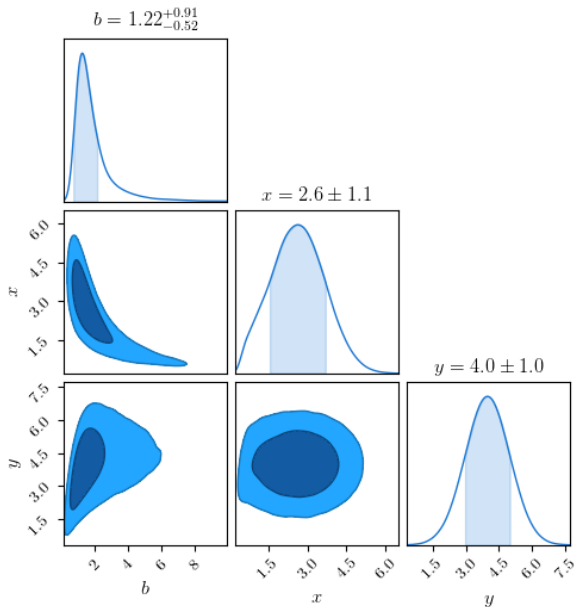 b = 1.22^{+0.91}_{-0.52}
x = 2.6 ± 1.1
6.0
4.5
3.0
1.5
x
y = 4.0 ± 1.0
7.5
6.0
4.5
3.0
1.5
y
2 4 6 8
1.5 3.0 4.5 6.0
1.5 3.0 4.5 6.0 7.5
b x y